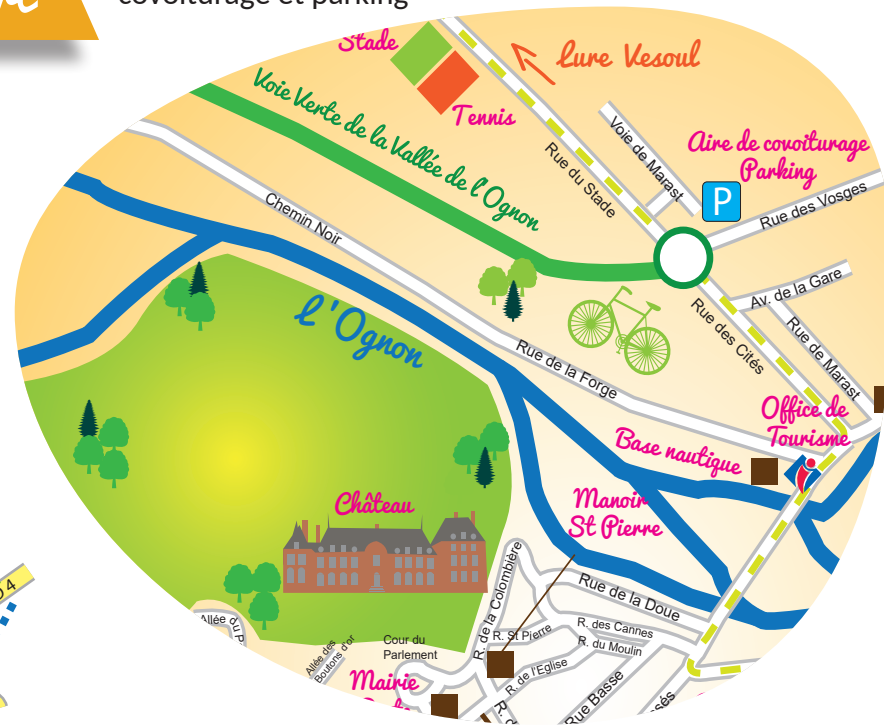 covoiturage et parking
Stade
Lure Vesoul
Voie Verte de la Vallée de l'Ognon
Tennis
Voie de Marast
Aire de covoiturage
Parking
P
Rue du Stade
Rue des Vosges
Chemin Noir
Av. de la Gare
l'Ognon
Rue des Cités
Rue de Marast
Rue de la Forge
Office de
Tourisme
Base nautique
Manoir
St Pierre
Château
R. de la Colombière
Rue de la Doue
R. des Cannes
R. St Pierre
R. du Moulin
Allée du P
Allée des
Boutons d'or
Cour du
Parlement
R. de l'Eglise
Mairie
Rue Basse